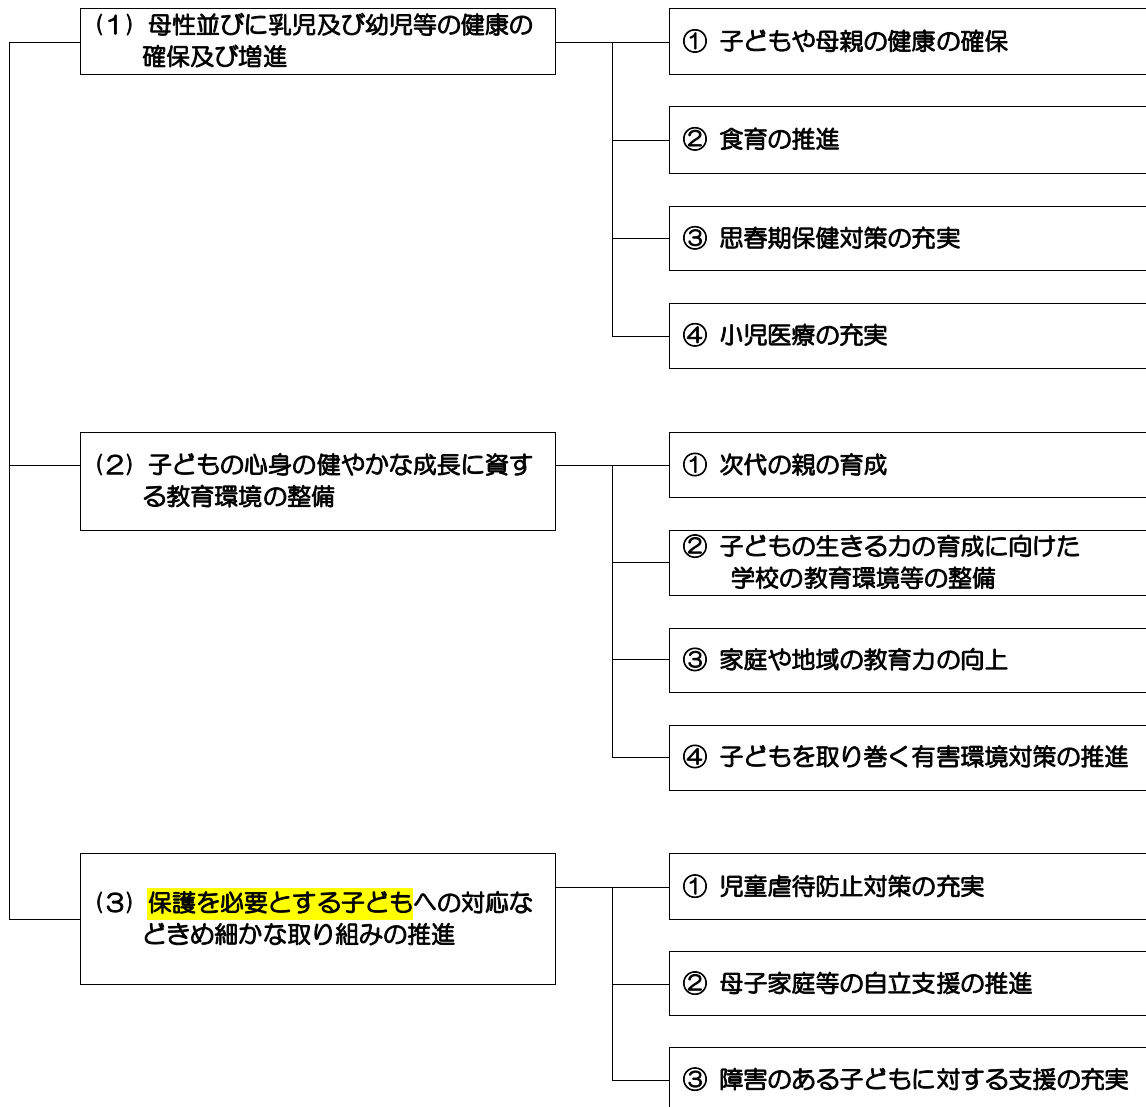 (1) 母性並びに乳児及び幼児等の健康の
確保及び増進
① 子どもや母親の健康の確保
② 食育の推進
③ 思春期保健対策の充実
④ 小児医療の充実
(2) 子どもの心身の健やかな成長に資す
る教育環境の整備
① 次代の親の育成
② 子どもの生きる力の育成に向けた
学校の教育環境等の整備
③ 家庭や地域の教育力の向上
④ 子どもを取り巻く有害環境対策の推進
(3) 保護を必要とする子どもへの対応な
どきめ細かな取り組みの推進
① 児童虐待防止対策の充実
② 母子家庭等の自立支援の推進
③ 障害のある子どもに対する支援の充実